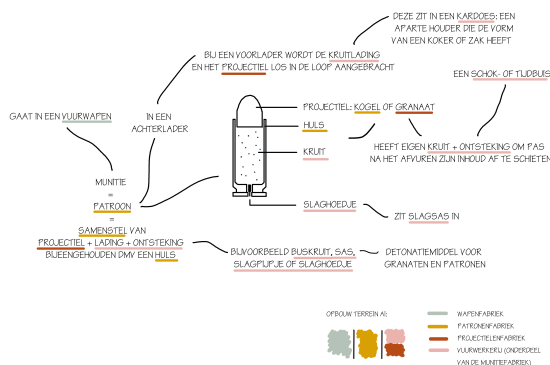 DEZE ZIT IN EEN KARDOES: EEN
APARTE HOUDER DIE DE VORM
VAN EEN KOKER OF ZAK HEEFT
BIJ EEN VOORLADER WORDT DE KRUITLADING
EN HET PROJECTIEL LOS IN DE LOOP AANGEBRACHT
EEN SCHOK- OF TIJDBUIS
GAAT IN EEN VUURWAPEN
IN EEN
ACHTERLADER
PROJECTIEL: KOGEL OF GRANAAT
HULS
KRUIT
HEEFT EIGEN KRUIT + ONTSTEKING OM PAS
NA HET AFVUREN ZIJN INHOUD AF TE SCHIETEN
MUNITIE
=
PATROON
=
SAMENSTEL VAN
PROJECTIEL + LADING + ONTSTEKING
BIJEENGEHOUDEN DMV EEN HULS
SLAGHOEDJE
ZIT SLAGSAS IN
BIJVOORBEELD BUSKRUIT, SAS,
SLAGPIJPJE OF SLAGHOEDJE
DETONATIEMIDDEL VOOR
GRANATEN EN PATRONEN
OPBOUW TERREIN AI:
WAPENFABRIEK
PATRONENFABRIEK
PROJECTIELENFABRIEK
VUURWERKERIJ (ONDERDEEL
VAN DE MUNITIEFABRIEK)